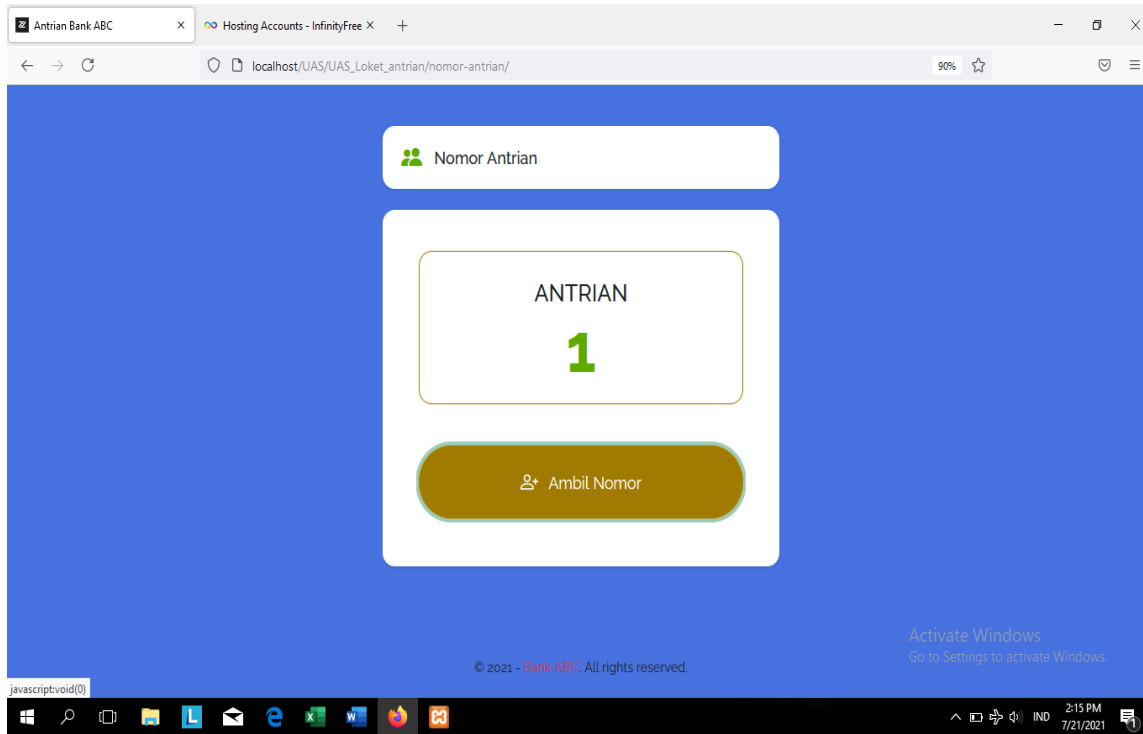 Antrian Bank ABC
Hosting Accounts - InfinityFree
localhost/UAS/UAS_Loket_antrian/nomor-antrian/
90%
Nomor Antrian
ANTRIAN
1
Ambil Nomor
Activate Windows
Go to Settings to activate Windows.
© 2021 - Bank ABC. All rights reserved.
javascript:void(0)
IND
2:15 PM
7/21/2021
1